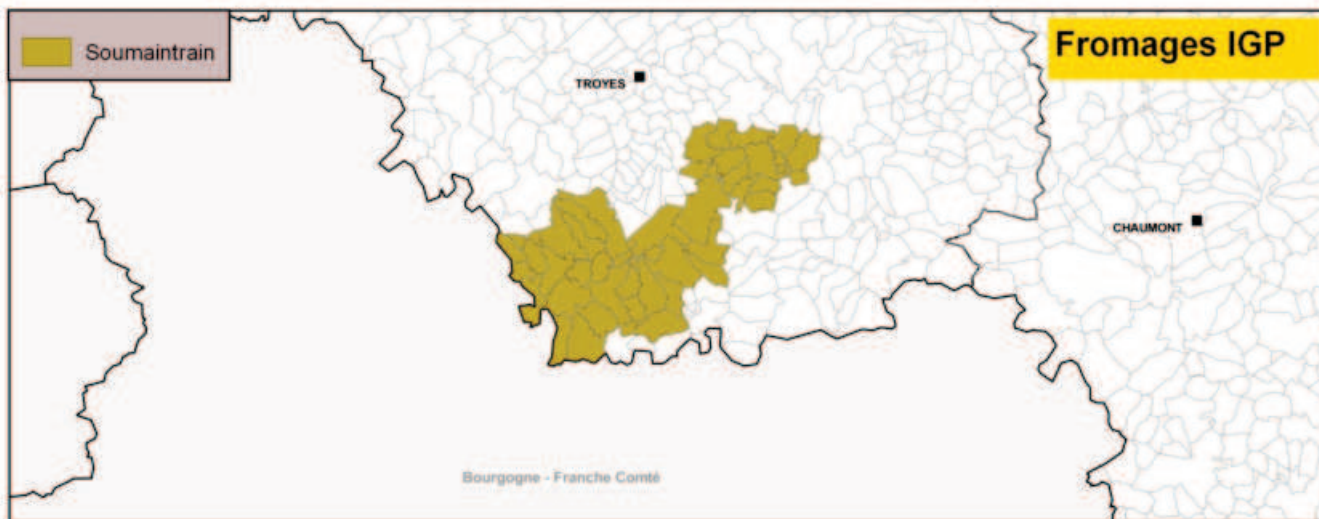 Soumaintrain
Fromages IGP
TROYES
CHAUMONT
Bourgogne - Franche Comté